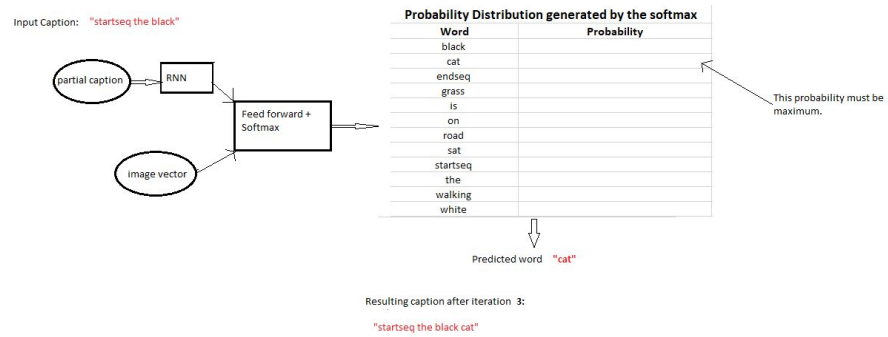 Input Caption: "startseq the black"
partial caption
RNN
Feed forward +
Softmax
image vector
Probability Distribution generated by the softmax
Word Probability
black
cat
endseq
grass
is
on
road
sat
startseq
the
walking
white
This probability must be
maximum.
Predicted word "cat"
Resulting caption after iteration 3:
"startseq the black cat"